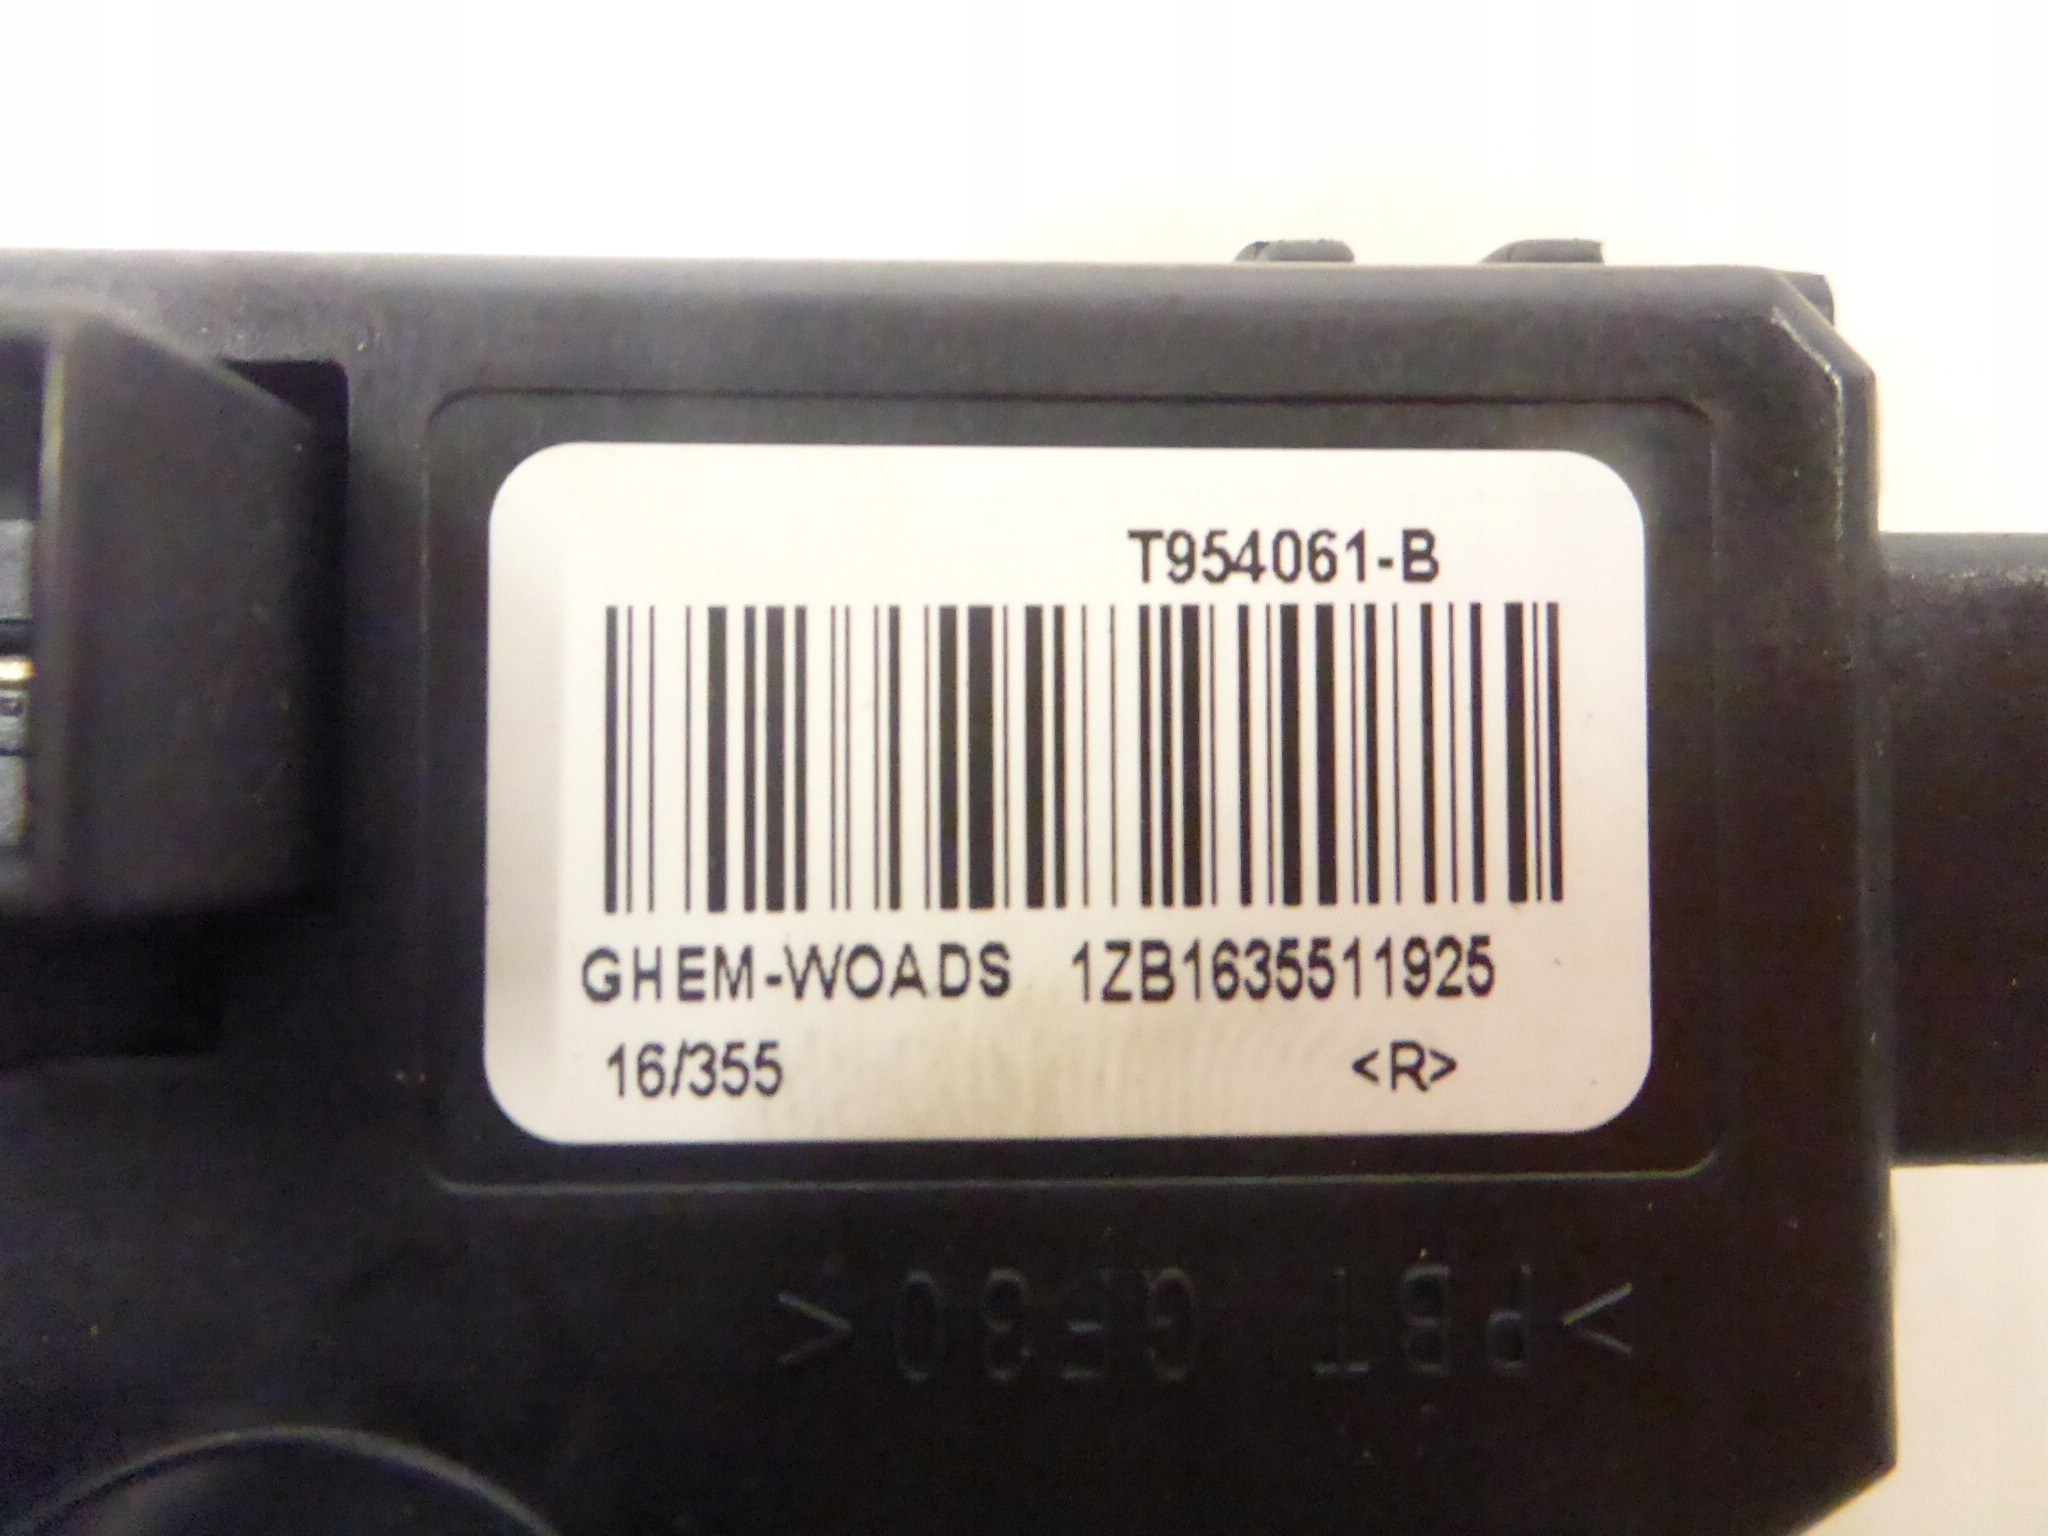 T954061-B
GHEM-WOADS 1ZB1635511925
16/355 <R>
>PBT GF30<